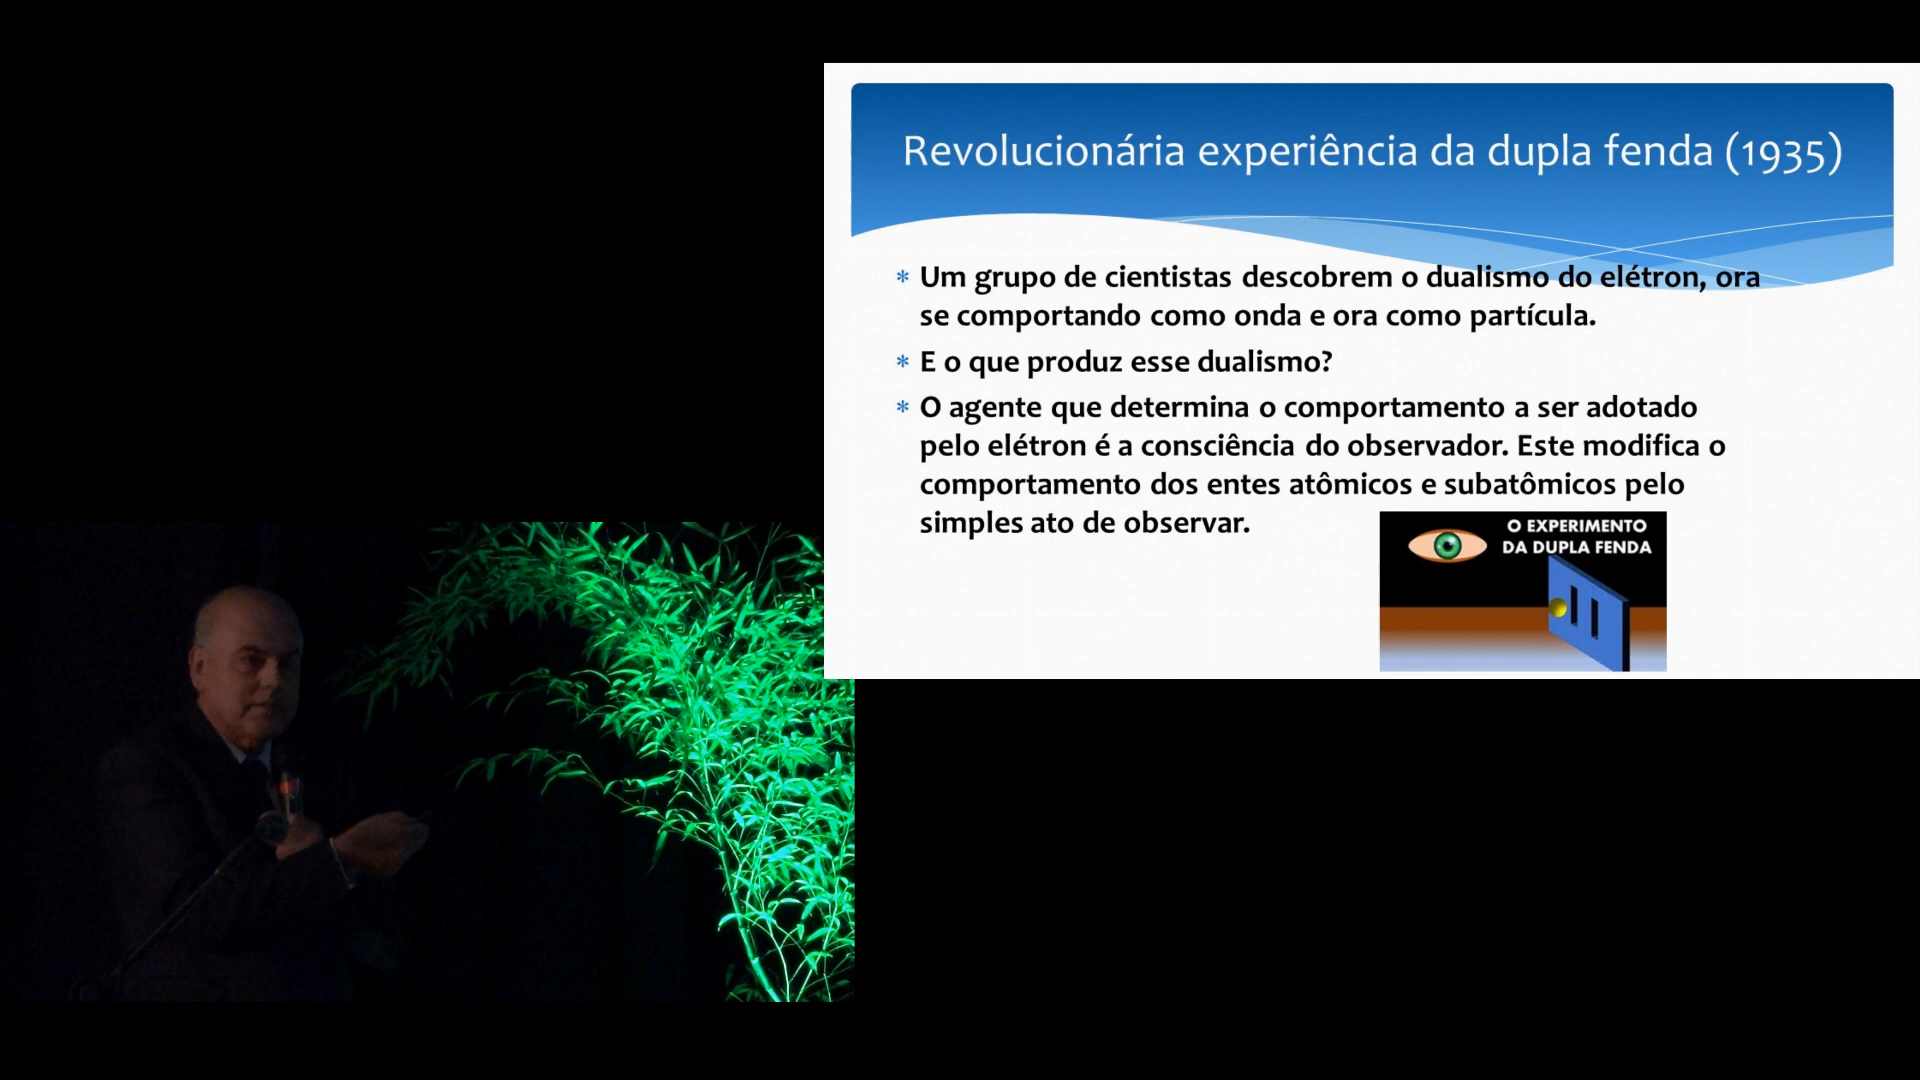 Revolucionária experiência da dupla fenda (1935)
* Um grupo de cientistas descobrem o dualismo do elétron, ora
se comportando como onda e ora como partícula.
* E o que produz esse dualismo?
* O agente que determina o comportamento a ser adotado
pelo elétron é a consciência do observador. Este modifica o
comportamento dos entes atômicos e subatômicos pelo
simples ato de observar.
O EXPERIMENTO
DA DUPLA FENDA